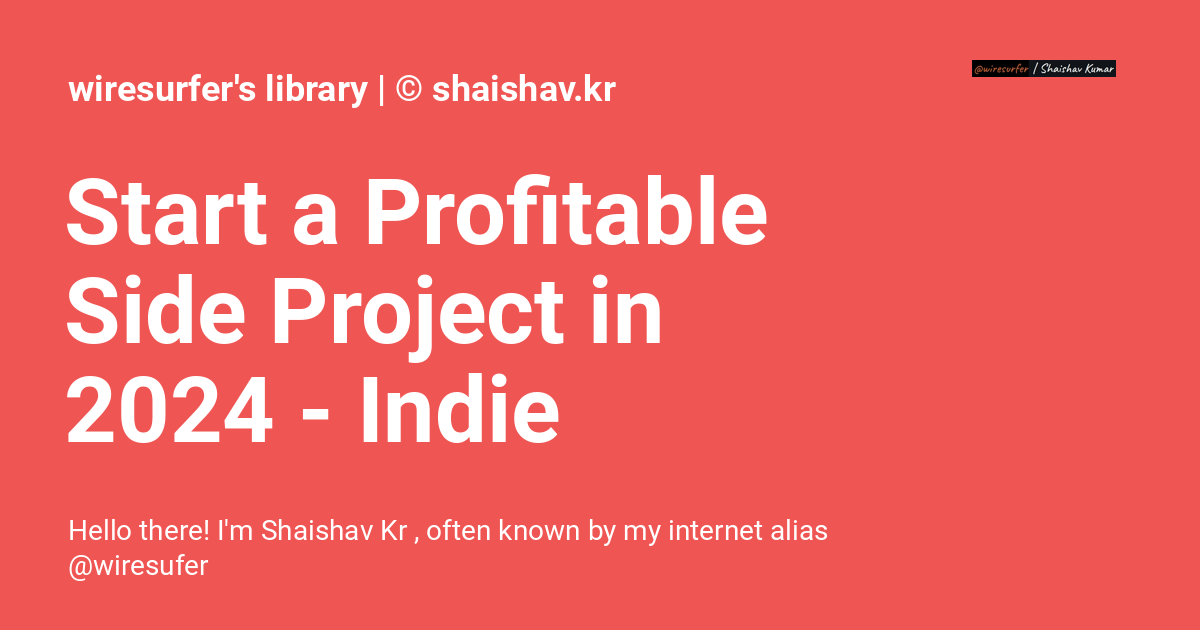 wiresurfer's library | © shaishav.kr
@wiresurfer | Shaishav Kumar
Start a Profitable
Side Project in
2024 - Indie
Hello there! I'm Shaishav Kr , often known by my internet alias
@wiresufer